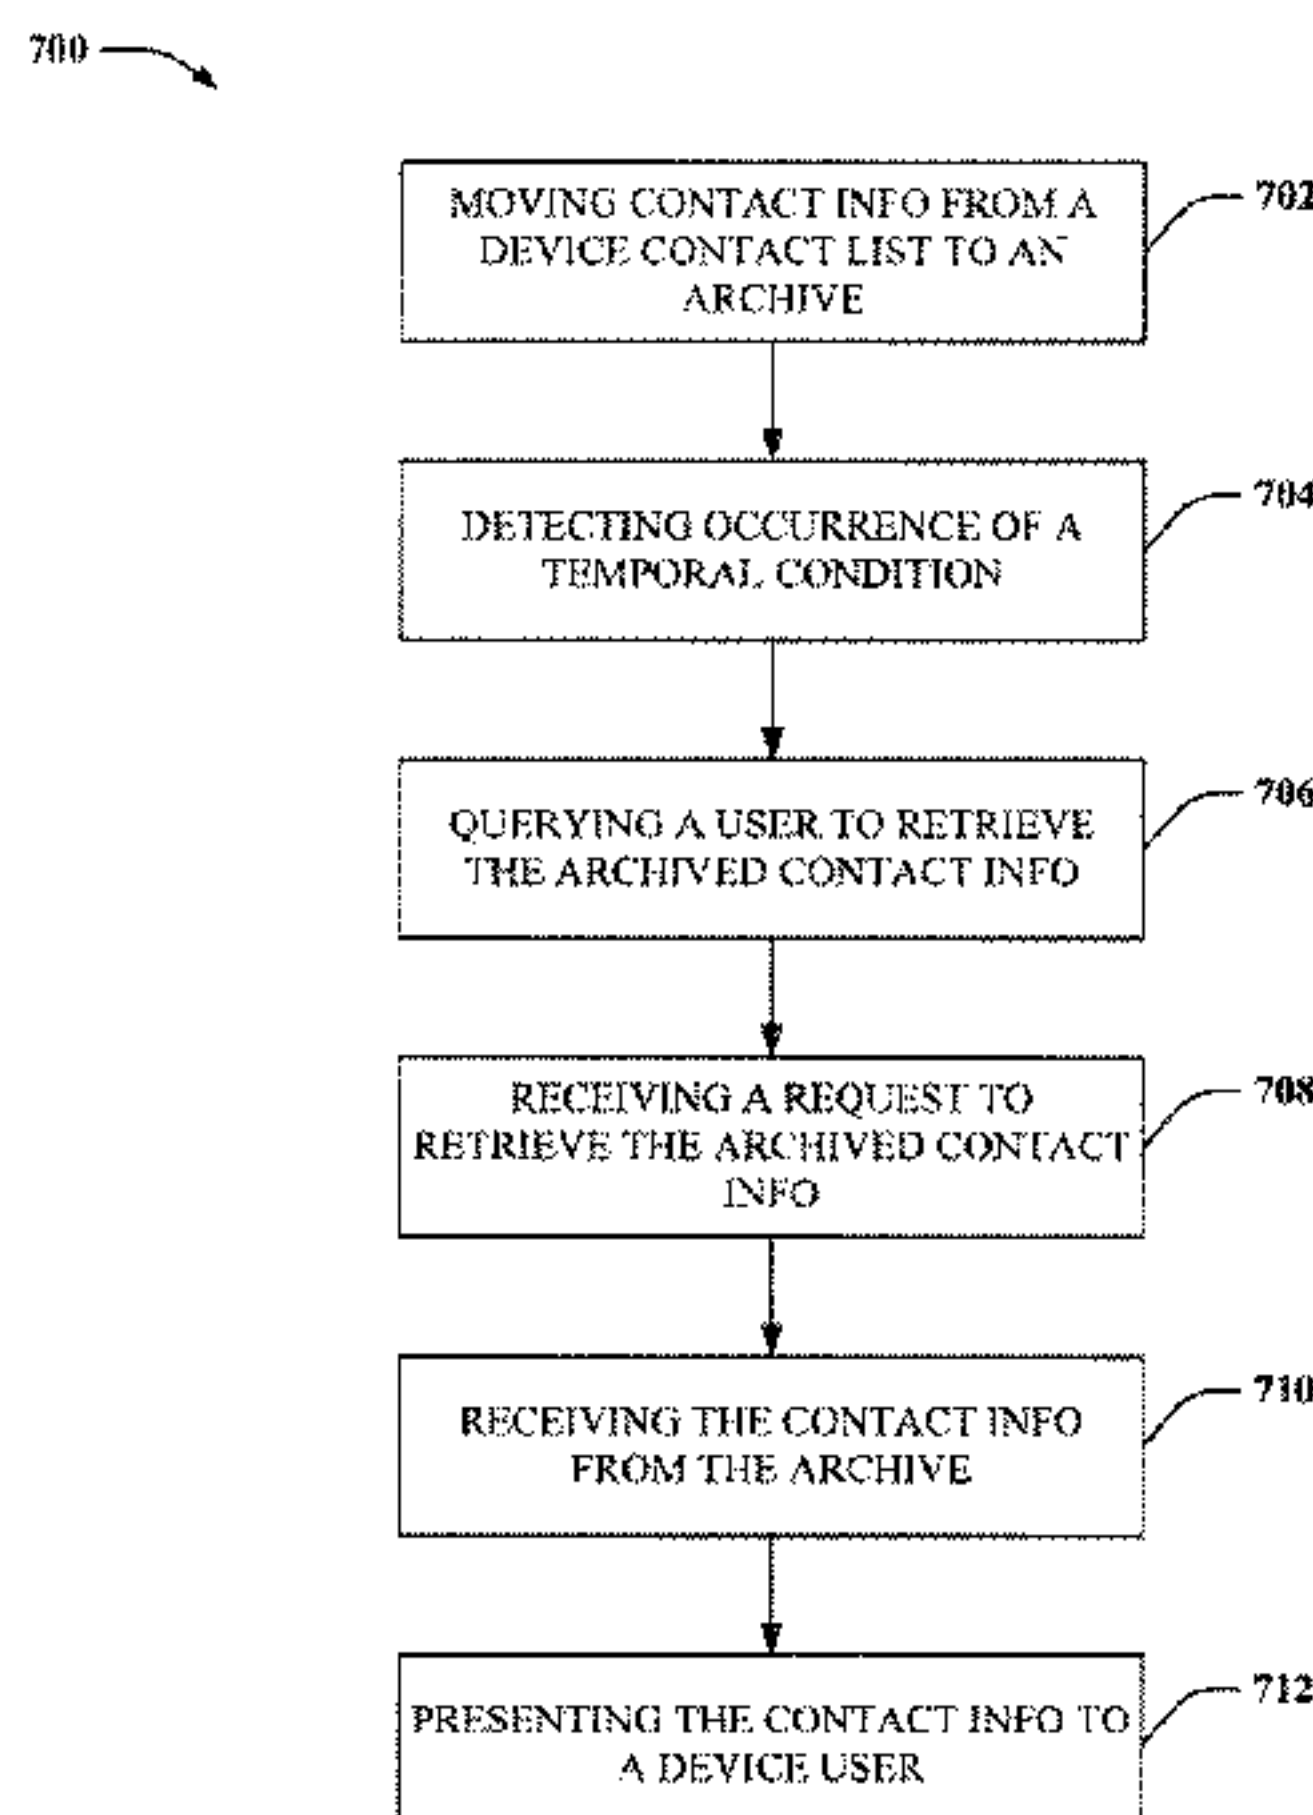 700
MOVING CONTACT INFO FROM A
DEVICE CONTACT LIST TO AN
ARCHIVE
702
DETECTING OCCURRENCE OF A
TEMPORAL CONDITION
704
QUERYING A USER TO RETRIEVE
THE ARCHIVED CONTACT INFO
706
RECEIVING A REQUEST TO
RETRIEVE THE ARCHIVED CONTACT
INFO
708
RECEIVING THE CONTACT INFO
FROM THE ARCHIVE
710
PRESENTING THE CONTACT INFO TO
A DEVICE USER
712